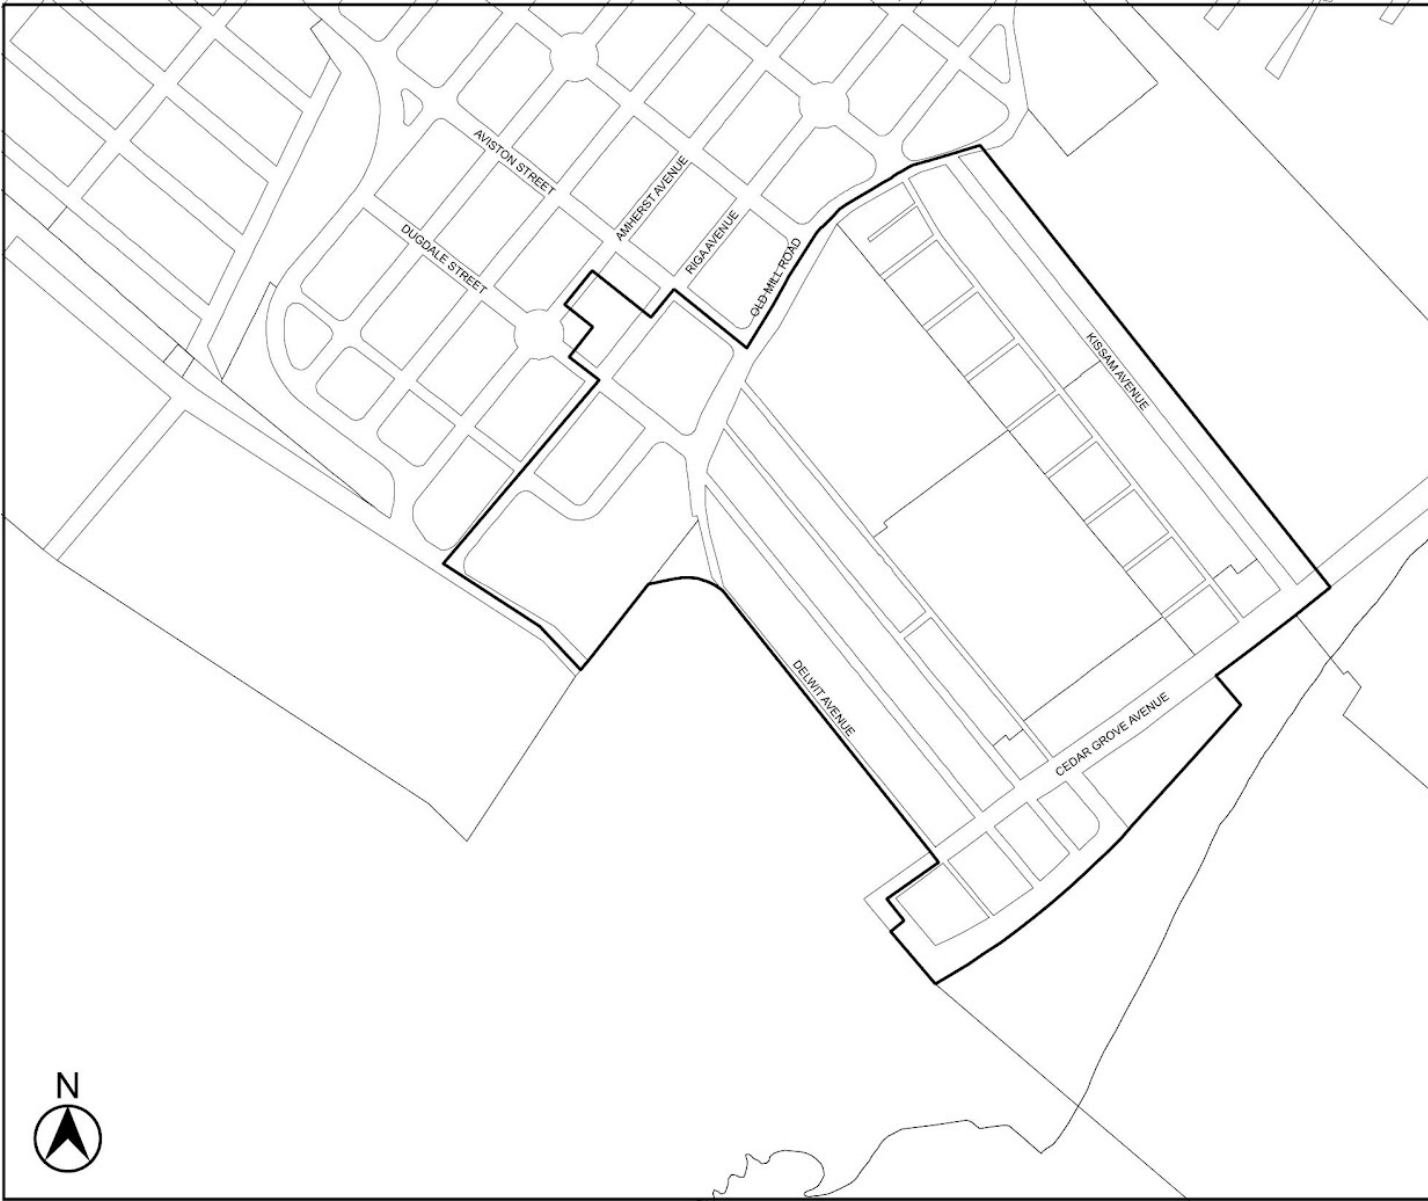 AVISTON STREET
AMHERST AVENUE
RIGA AVENUE
DUGDALE STREET
OLD MILL ROAD
KISSAM AVENUE
DELWIT AVENUE
CEDAR GROVE AVENUE
N